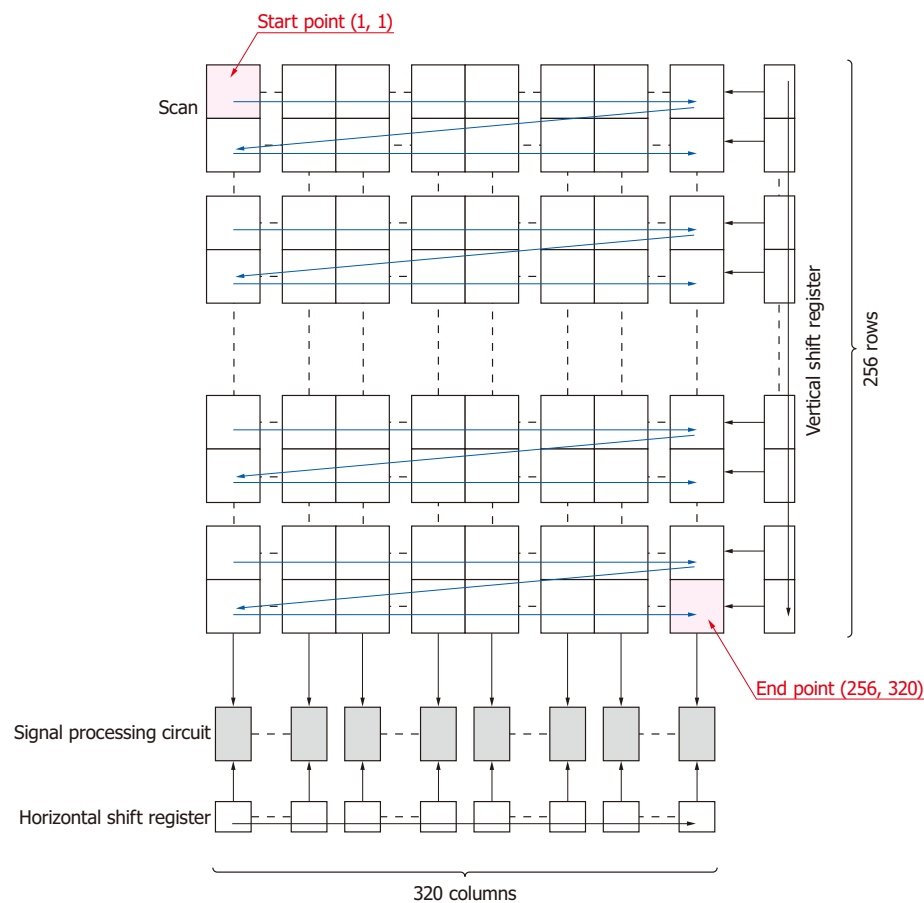 Start point (1, 1)
Scan
Vertical shift register
256 rows
End point (256, 320)
Signal processing circuit
Horizontal shift register
320 columns